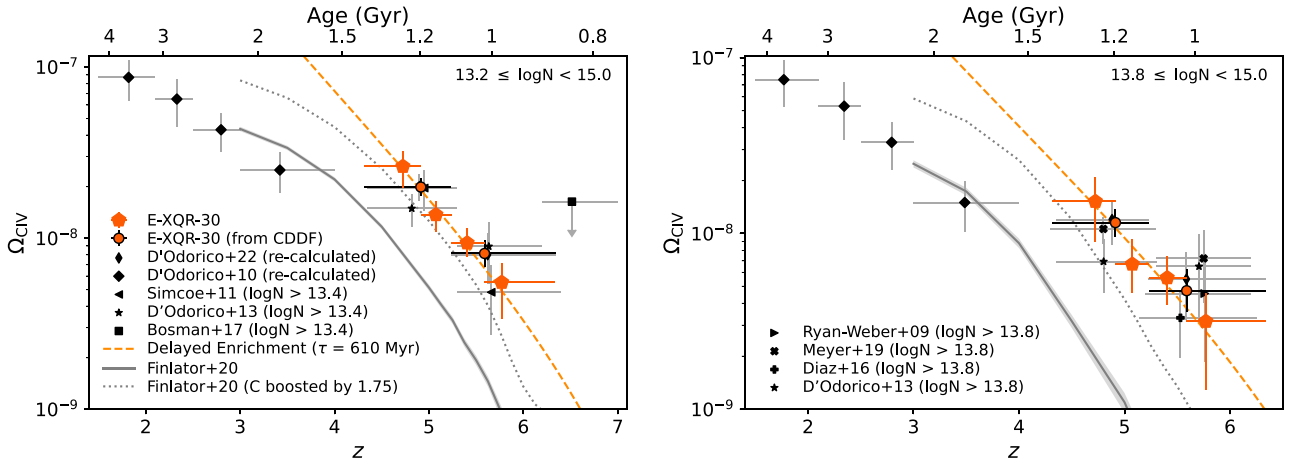 Age (Gyr)
4 3 2 1.5 1.2 1 0.8
13.2 ≤ logN < 15.0
10⁻⁷
10⁻⁸
10⁻⁹
Ω_CIV
E-XQR-30
E-XQR-30 (from CDDF)
D'Odorico+22 (re-calculated)
D'Odorico+10 (re-calculated)
Simcoe+11 (logN > 13.4)
D’Odorico+13 (logN > 13.4)
Bosman+17 (logN > 13.4)
Delayed Enrichment (τ = 610 Myr)
Finlator+20
Finlator+20 (C boosted by 1.75)
2 3 4 5 6 7
z
Age (Gyr)
4 3 2 1.5 1.2 1
13.8 ≤ logN < 15.0
10⁻⁷
10⁻⁸
10⁻⁹
Ω_CIV
Ryan-Weber+09 (logN > 13.8)
Meyer+19 (logN > 13.8)
Diaz+16 (logN > 13.8)
D’Odorico+13 (logN > 13.8)
2 3 4 5 6
z